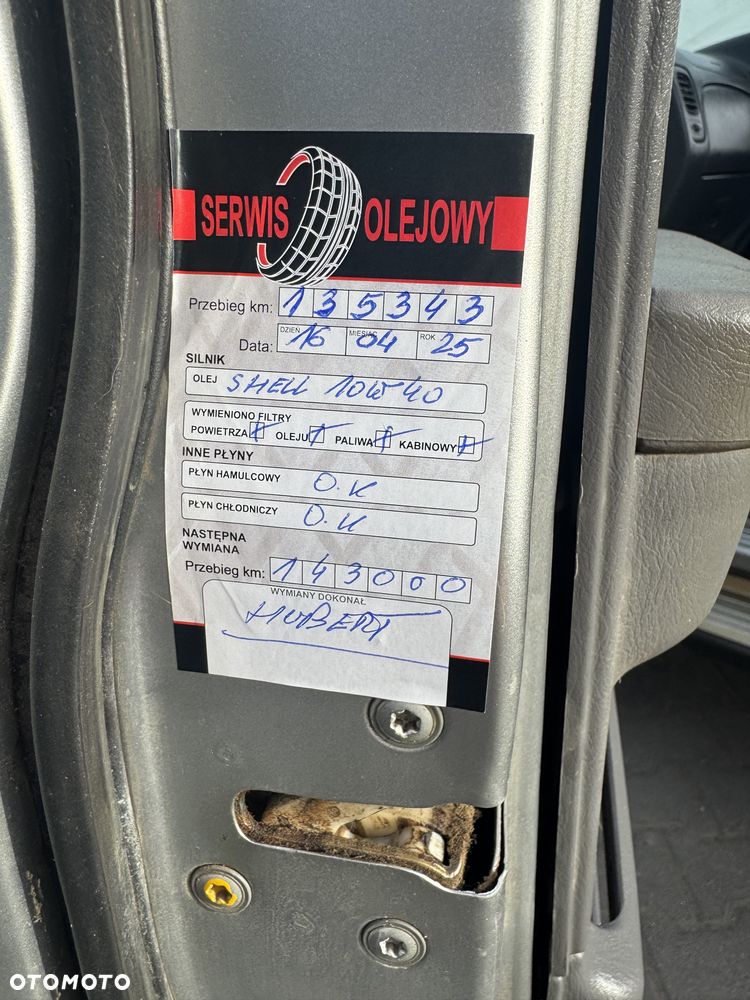 SERWIS OLEJOWY
Przebieg km: 135343
DZIEŃ MIESIĄC ROK
Data: 16 04 25
SILNIK
OLEJ SHELL 10W40
WYMIENIONO FILTRY
POWIETRZA OLEJU PALIWA KABINOWY
INNE PŁYNY
PŁYN HAMULCOWY O.K
PŁYN CHŁODNICZY O.K
NASTĘPNA
WYMIANA
Przebieg km: 143000
WYMIANY DOKONAŁ
HUBERT
OTOMOTO